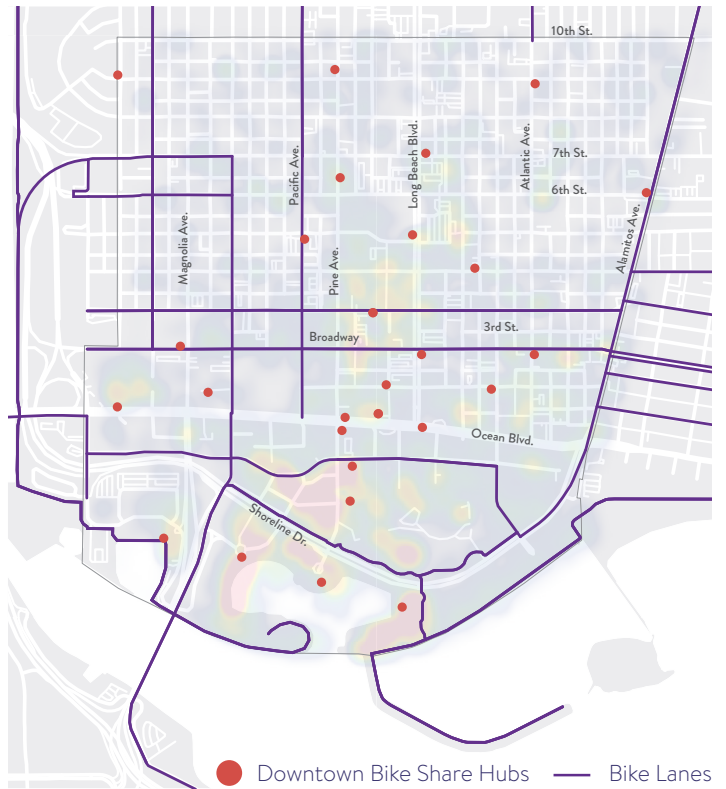 10th St.
Long Beach Blvd.
Atlantic Ave.
Pacific Ave.
7th St.
6th St.
Magnolia Ave.
Alamitos Ave.
Pine Ave.
3rd St.
Broadway
Ocean Blvd.
Shoreline Dr.
Downtown Bike Share Hubs
Bike Lanes